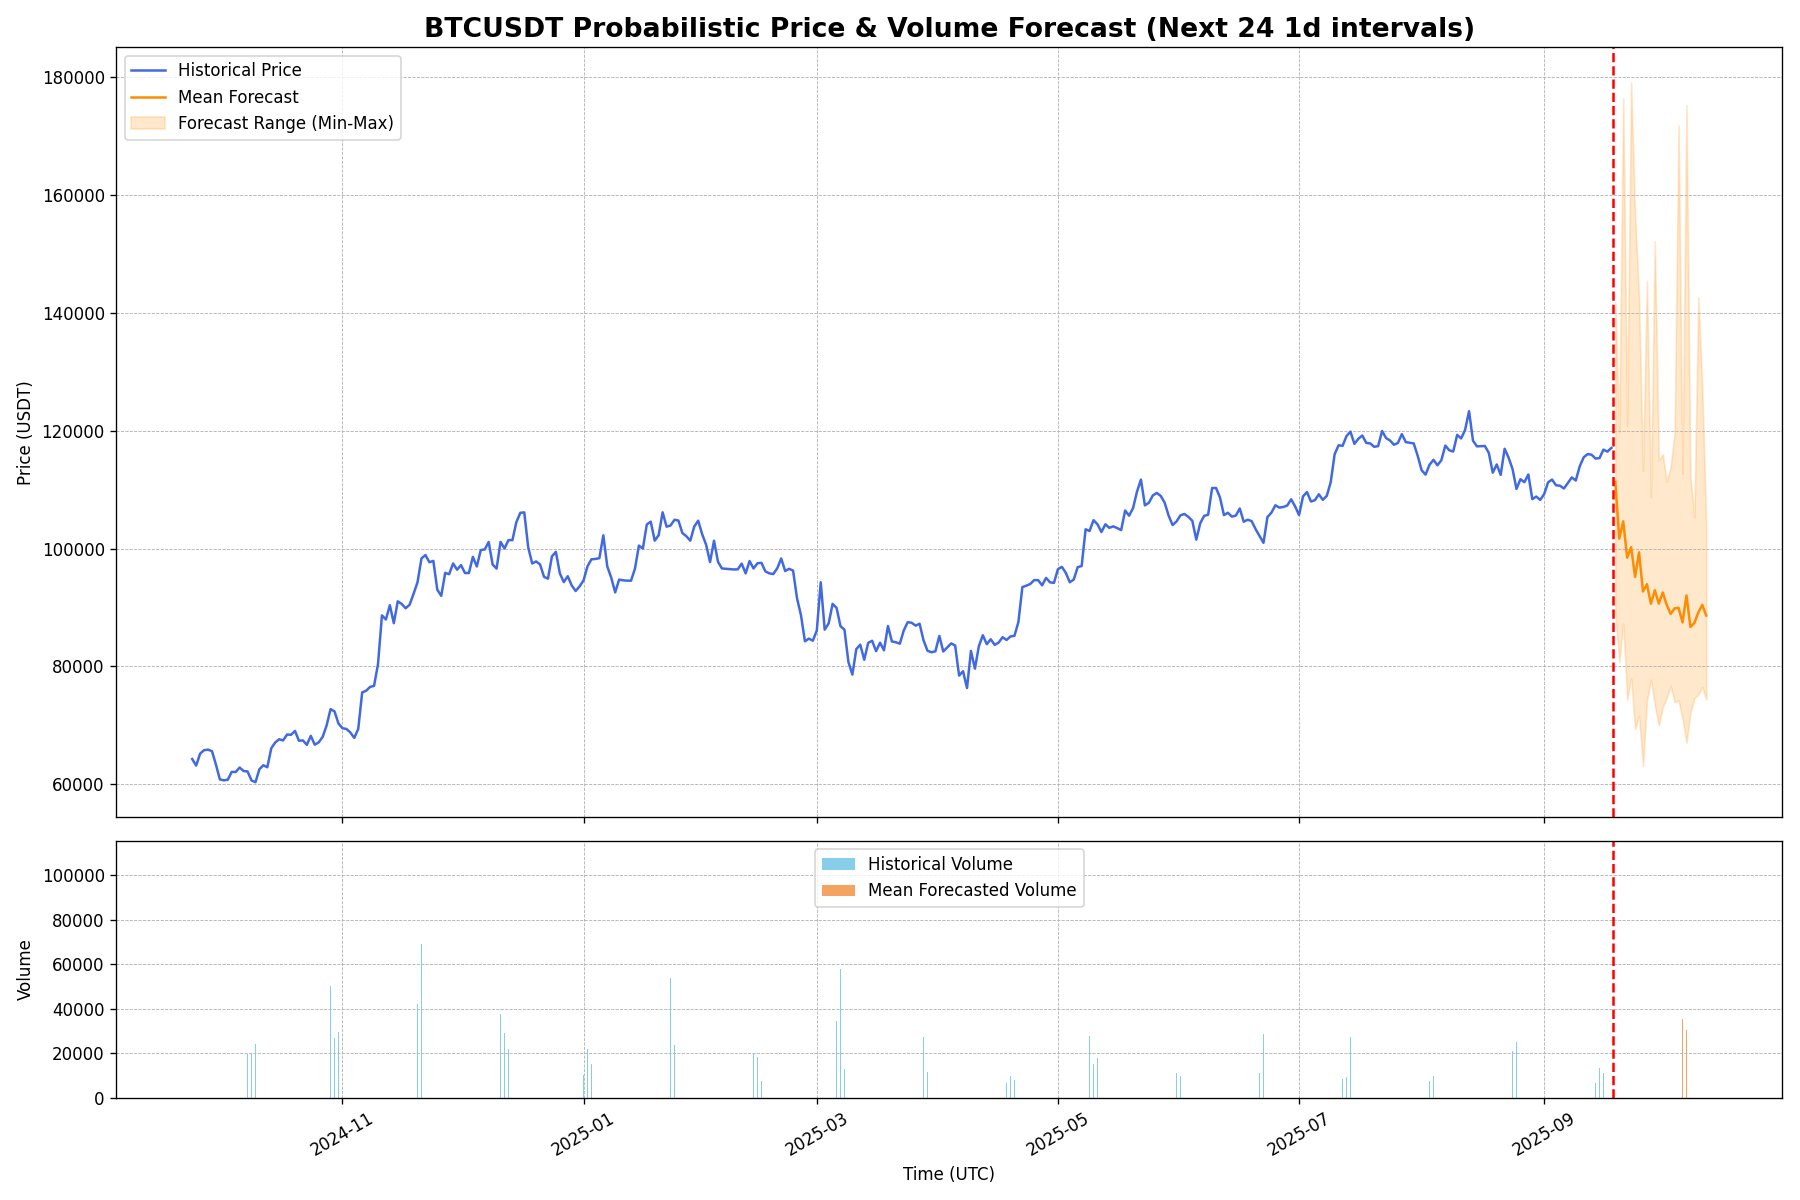 BTCUSDT Probabilistic Price & Volume Forecast (Next 24 1d intervals)
Historical Price
Mean Forecast
Forecast Range (Min-Max)
Price (USDT)
180000
160000
140000
120000
100000
80000
60000
Historical Volume
Mean Forecasted Volume
Volume
100000
80000
60000
40000
20000
0
2024-11
2025-01
2025-03
2025-05
2025-07
2025-09
Time (UTC)